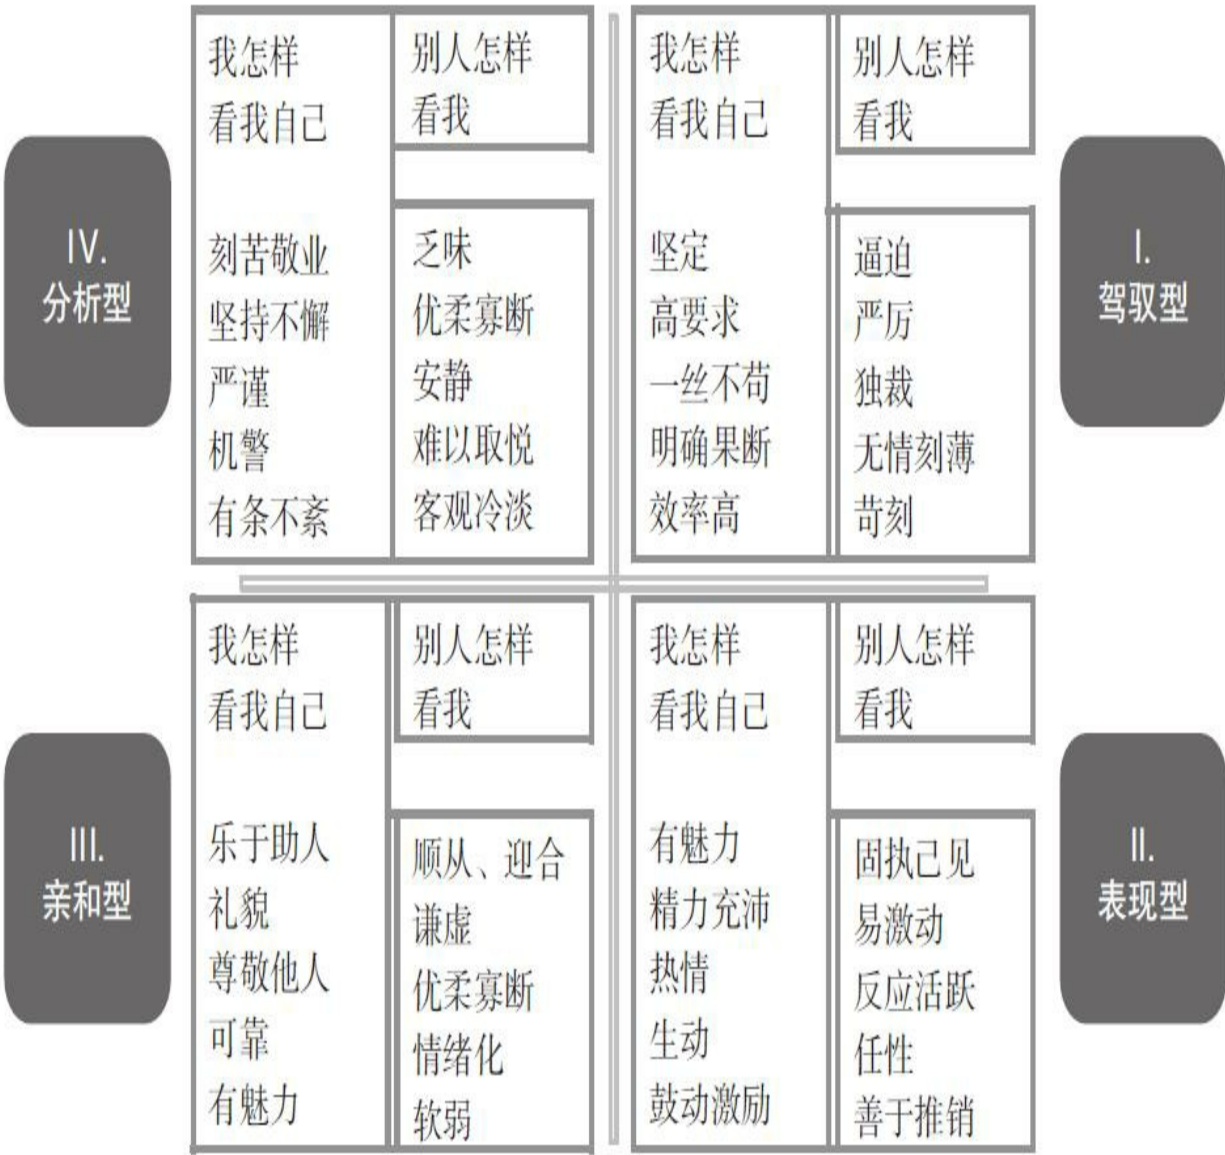 IV.
分析型
我怎样
看我自己
刻苦敬业
坚持不懈
严谨
机警
有条不紊
别人怎样
看我
乏味
优柔寡断
安静
难以取悦
客观冷淡
我怎样
看我自己
坚定
高要求
一丝不苟
明确果断
效率高
别人怎样
看我
逼迫
严厉
独裁
无情刻薄
苛刻
I.
驾驭型
III.
亲和型
我怎样
看我自己
乐于助人
礼貌
尊敬他人
可靠
有魅力
别人怎样
看我
顺从、迎合
谦虚
优柔寡断
情绪化
软弱
我怎样
看我自己
有魅力
精力充沛
热情
生动
鼓动激励
别人怎样
看我
固执己见
易激动
反应活跃
任性
善于推销
II.
表现型